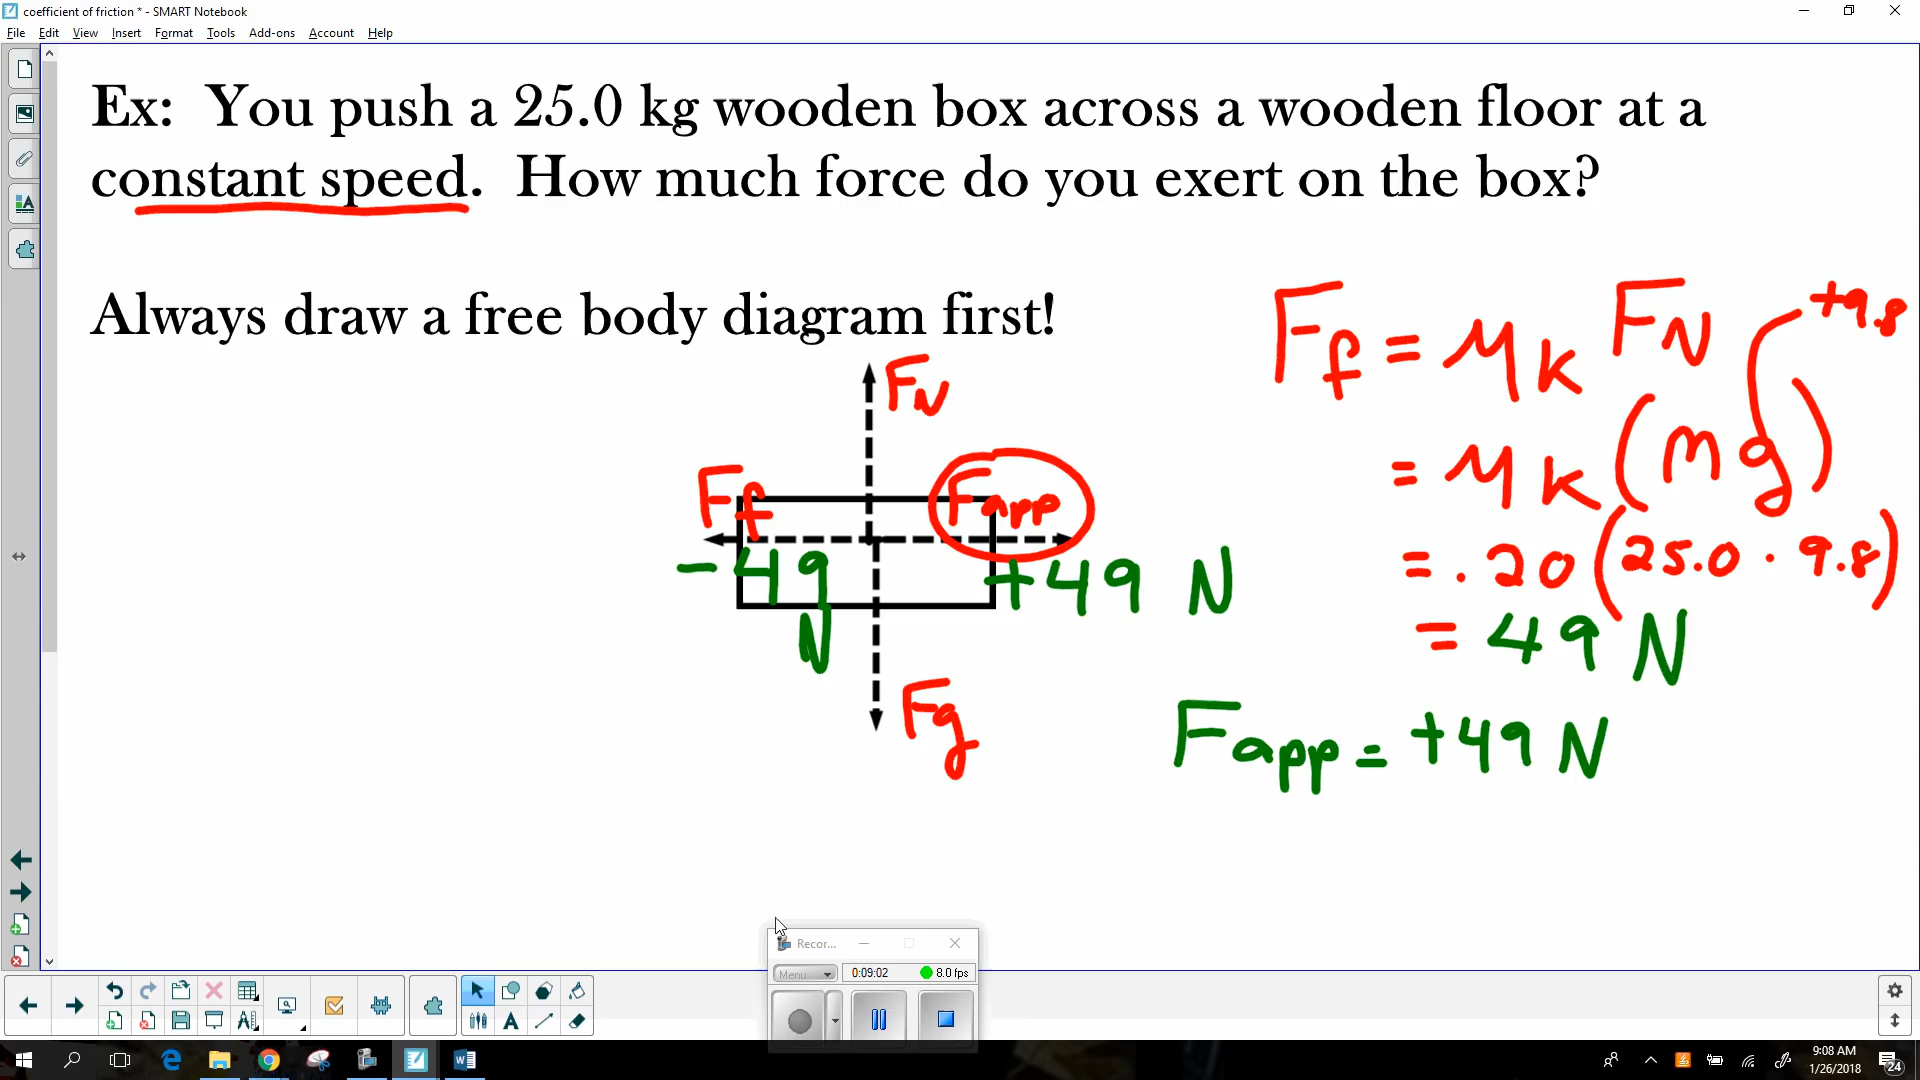 coefficient of friction * - SMART Notebook
File Edit View Insert Format Tools Add-ons Account Help
Ex: You push a 25.0 kg wooden box across a wooden floor at a
constant speed. How much force do you exert on the box?
Always draw a free body diagram first!
Ff = μK FN
+9.8
= μK (mg)
= .20 (25.0 · 9.8)
= 49 N
Fapp = +49 N
FN
Ff
Fapp
-49
N
+49 N
Fg
Recor...
Menu
0:09:02
8.0 fps
9:08 AM
1/26/2018
24